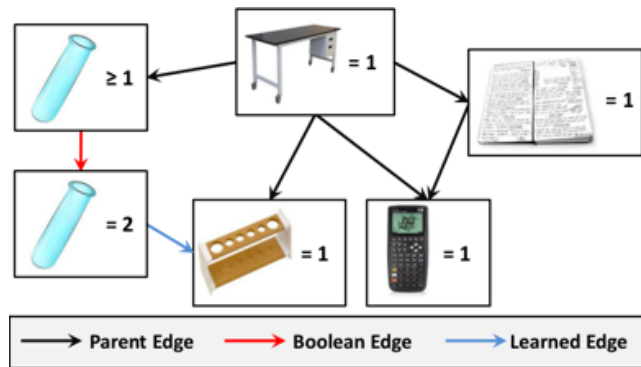 ≥ 1
= 1
= 1
= 2
= 1
= 1
Parent Edge
Boolean Edge
Learned Edge